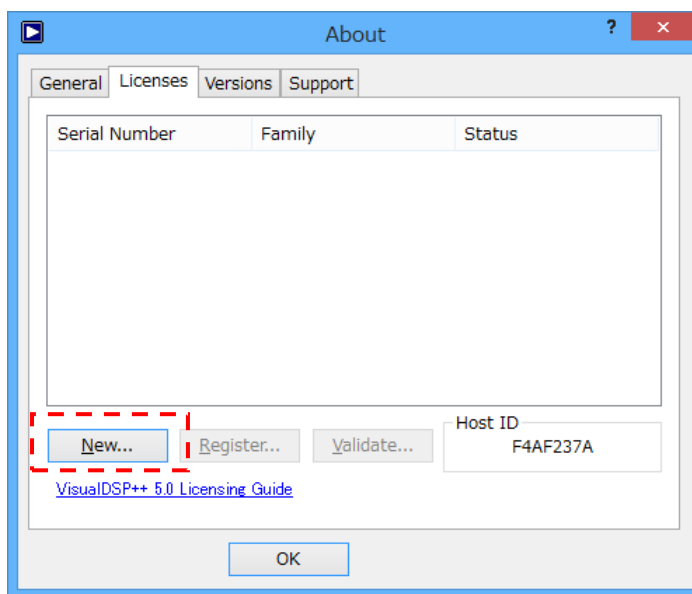 About
?
General Licenses Versions Support
Serial Number Family Status
Host ID
New... Register... Validate... F4AF237A
VisualDSP++ 5.0 Licensing Guide
OK